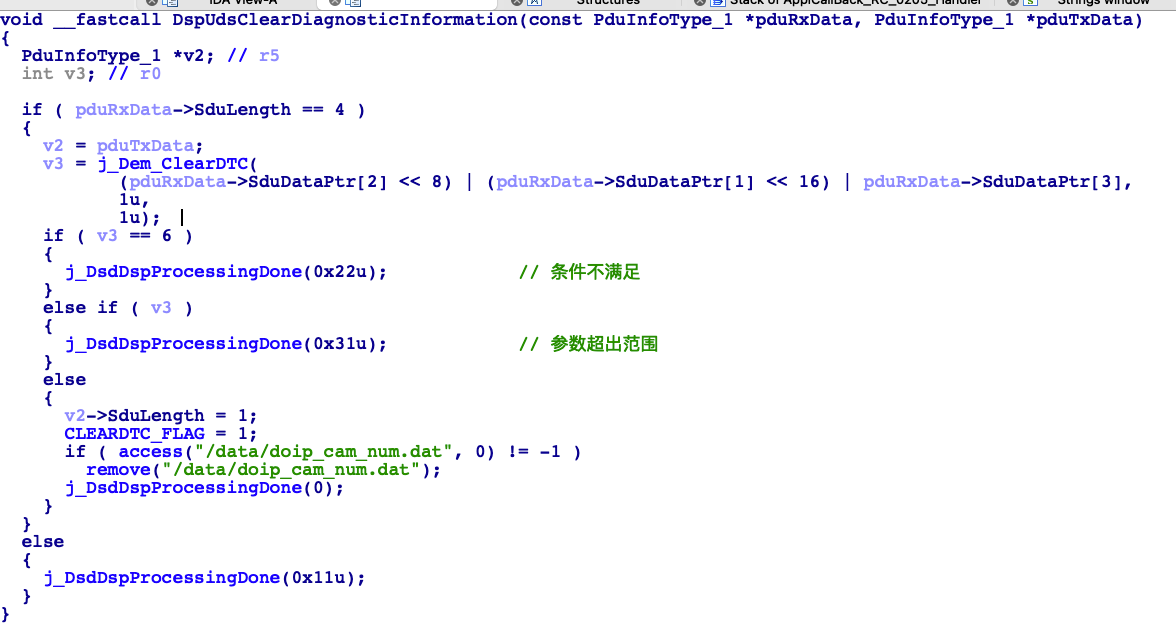 IDA View-A Structures Stack of ApplCallBack_RC_0203_Handler Strings window
void __fastcall DspUdsClearDiagnosticInformation(const PduInfoType_1 *pduRxData, PduInfoType_1 *pduTxData)
{
PduInfoType_1 *v2; // r5
int v3; // r0
if ( pduRxData->SduLength == 4 )
{
v2 = pduTxData;
v3 = j_Dem_ClearDTC(
(pduRxData->SduDataPtr[2] << 8) | (pduRxData->SduDataPtr[1] << 16) | pduRxData->SduDataPtr[3],
1u,
1u);
if ( v3 == 6 )
{
j_DsdDspProcessingDone(0x22u); // 条件不满足
}
else if ( v3 )
{
j_DsdDspProcessingDone(0x31u); // 参数超出范围
}
else
{
v2->SduLength = 1;
CLEARDTC_FLAG = 1;
if ( access("/data/doip_cam_num.dat", 0) != -1 )
remove("/data/doip_cam_num.dat");
j_DsdDspProcessingDone(0);
}
}
else
{
j_DsdDspProcessingDone(0x11u);
}
}